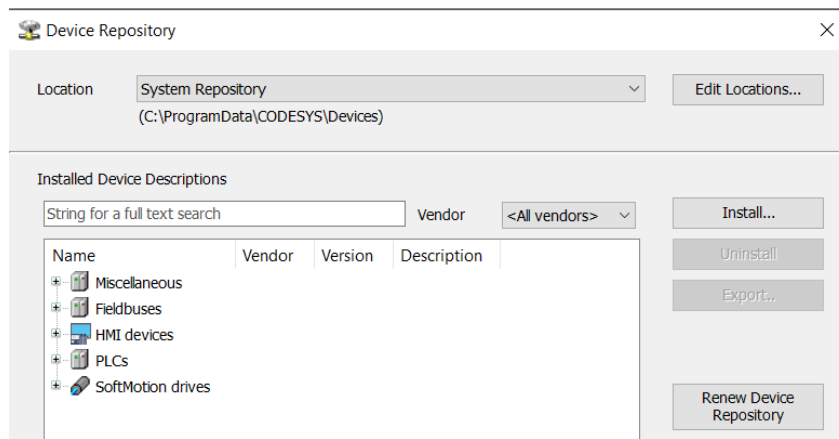 Device Repository
Location System Repository Edit Locations...
(C:\ProgramData\CODESYS\Devices)
Installed Device Descriptions
String for a full text search Vendor <All vendors> Install...
Name Vendor Version Description Uninstall
Miscellaneous
Fieldbuses Export..
HMI devices
PLCs
SoftMotion drives
Renew Device
Repository